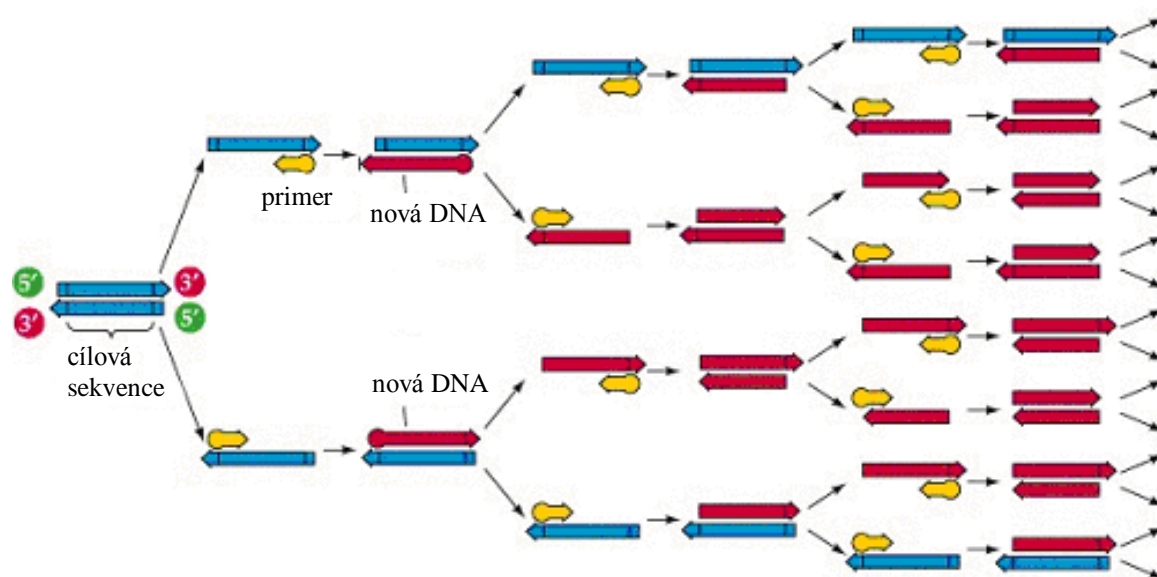 primer
nová DNA
5′ 3′
3′ 5′
cílová
sekvence
nová DNA